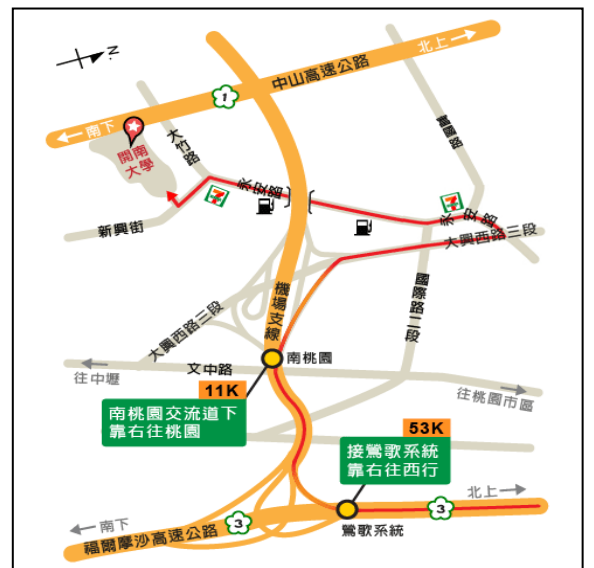 N
北上
中山高速公路
1
南下
開南
大學
大竹路
富國路
7
永安路
7
永安路
新興街
大興西路三段
國際路二段
機場支線
大興西路三段
南桃園
文中路
往中壢
往桃園市區
11K
南桃園交流道下
靠右往桃園
53K
接鶯歌系統
靠右往西行
北上
3
南下
3
福爾摩沙高速公路
鶯歌系統